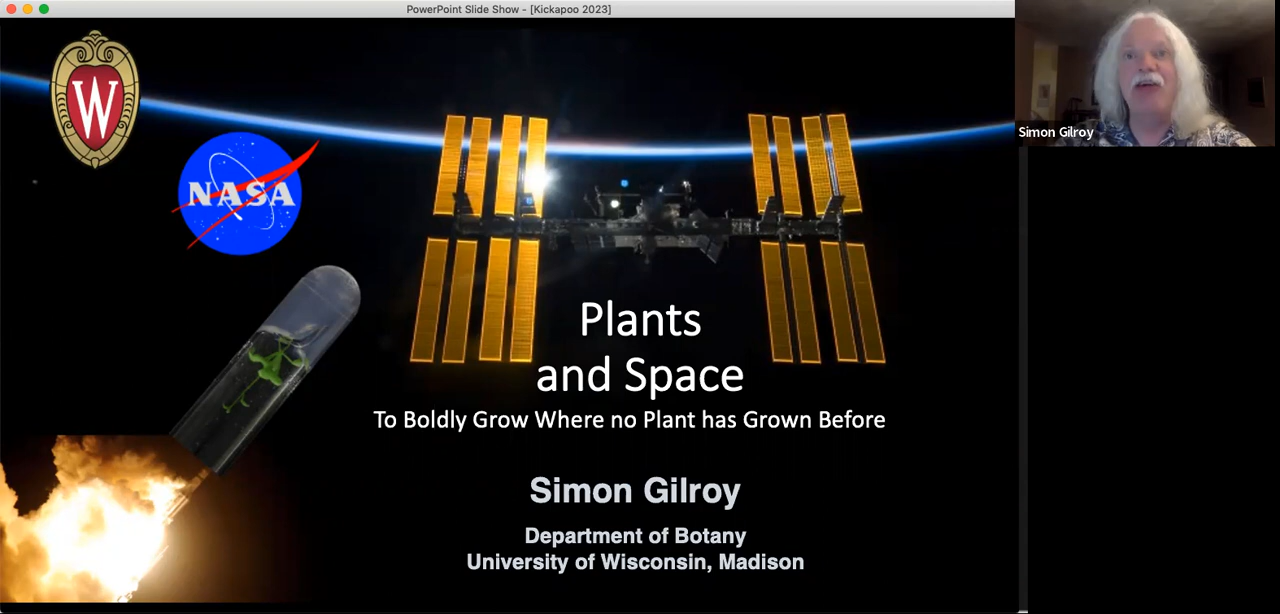 PowerPoint Slide Show - [Kickapoo 2023]
W
NASA
Plants
and Space
To Boldly Grow Where no Plant has Grown Before
Simon Gilroy
Department of Botany
University of Wisconsin, Madison
Simon Gilroy